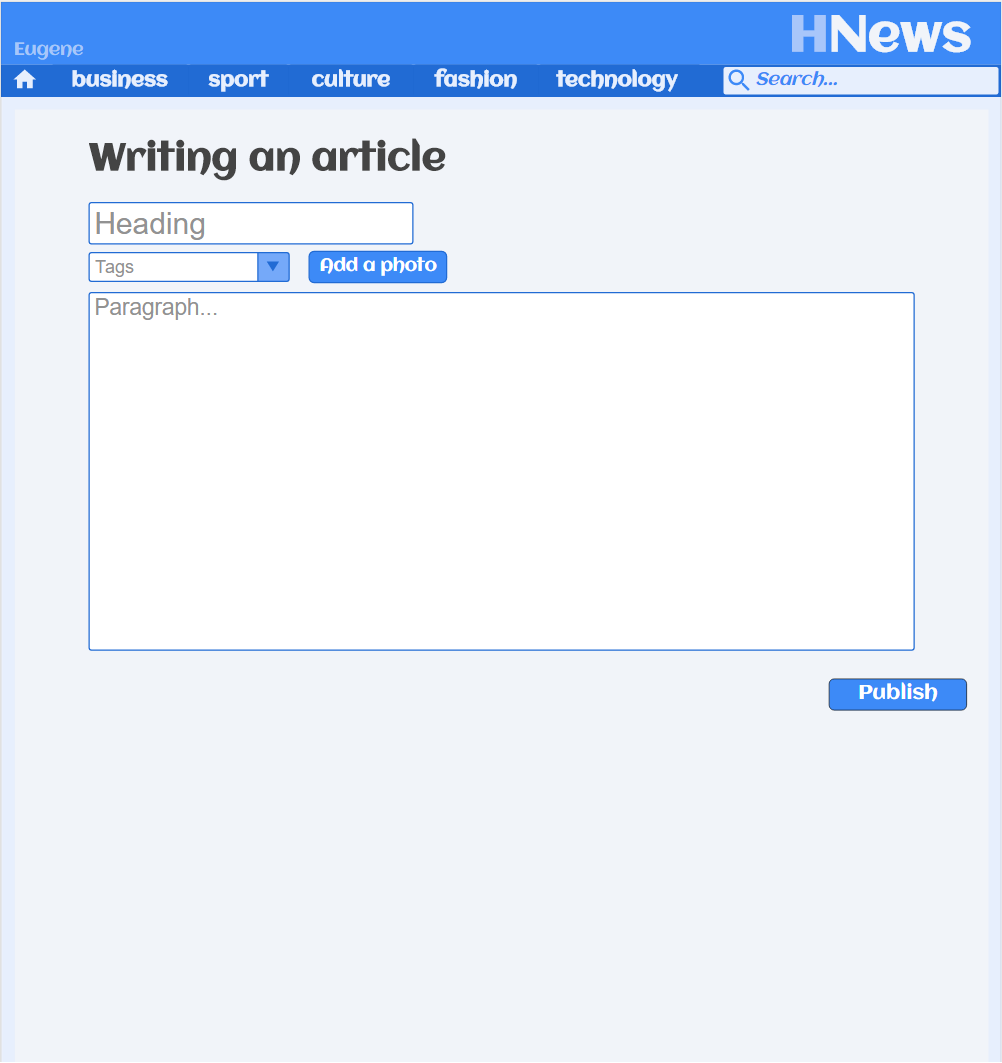 HNews
Eugene
business sport culture fashion technology Search...
Writing an article
Heading
Tags Add a photo
Paragraph...
Publish